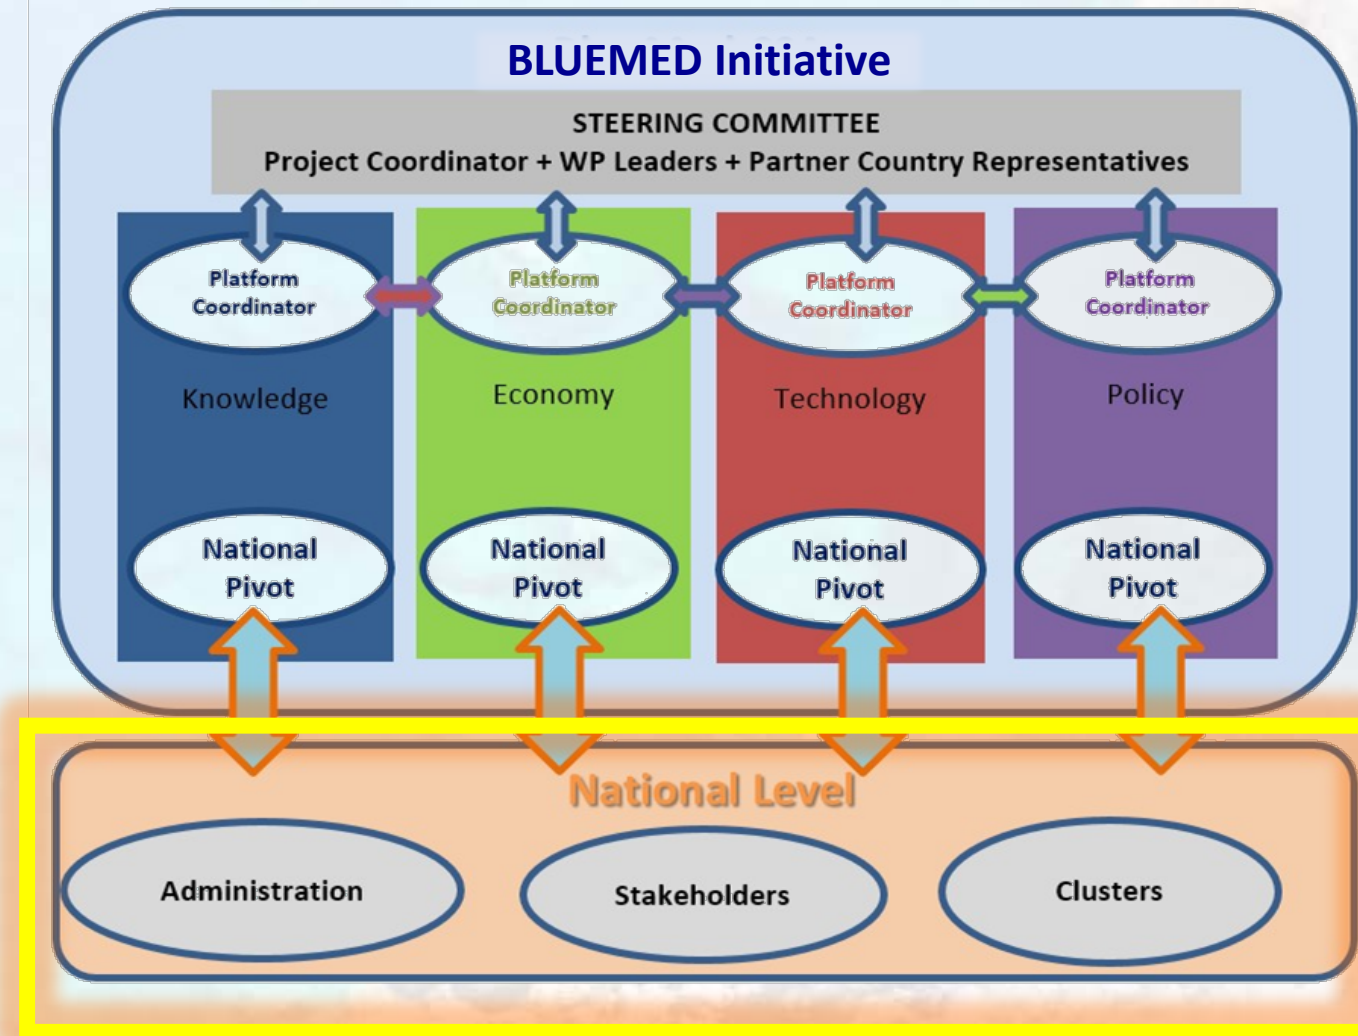 BLUEMED Initiative
STEERING COMMITTEE
Project Coordinator + WP Leaders + Partner Country Representatives
Platform
Coordinator
Platform
Coordinator
Platform
Coordinator
Platform
Coordinator
Knowledge
Economy
Technology
Policy
National
Pivot
National
Pivot
National
Pivot
National
Pivot
National Level
Administration
Stakeholders
Clusters